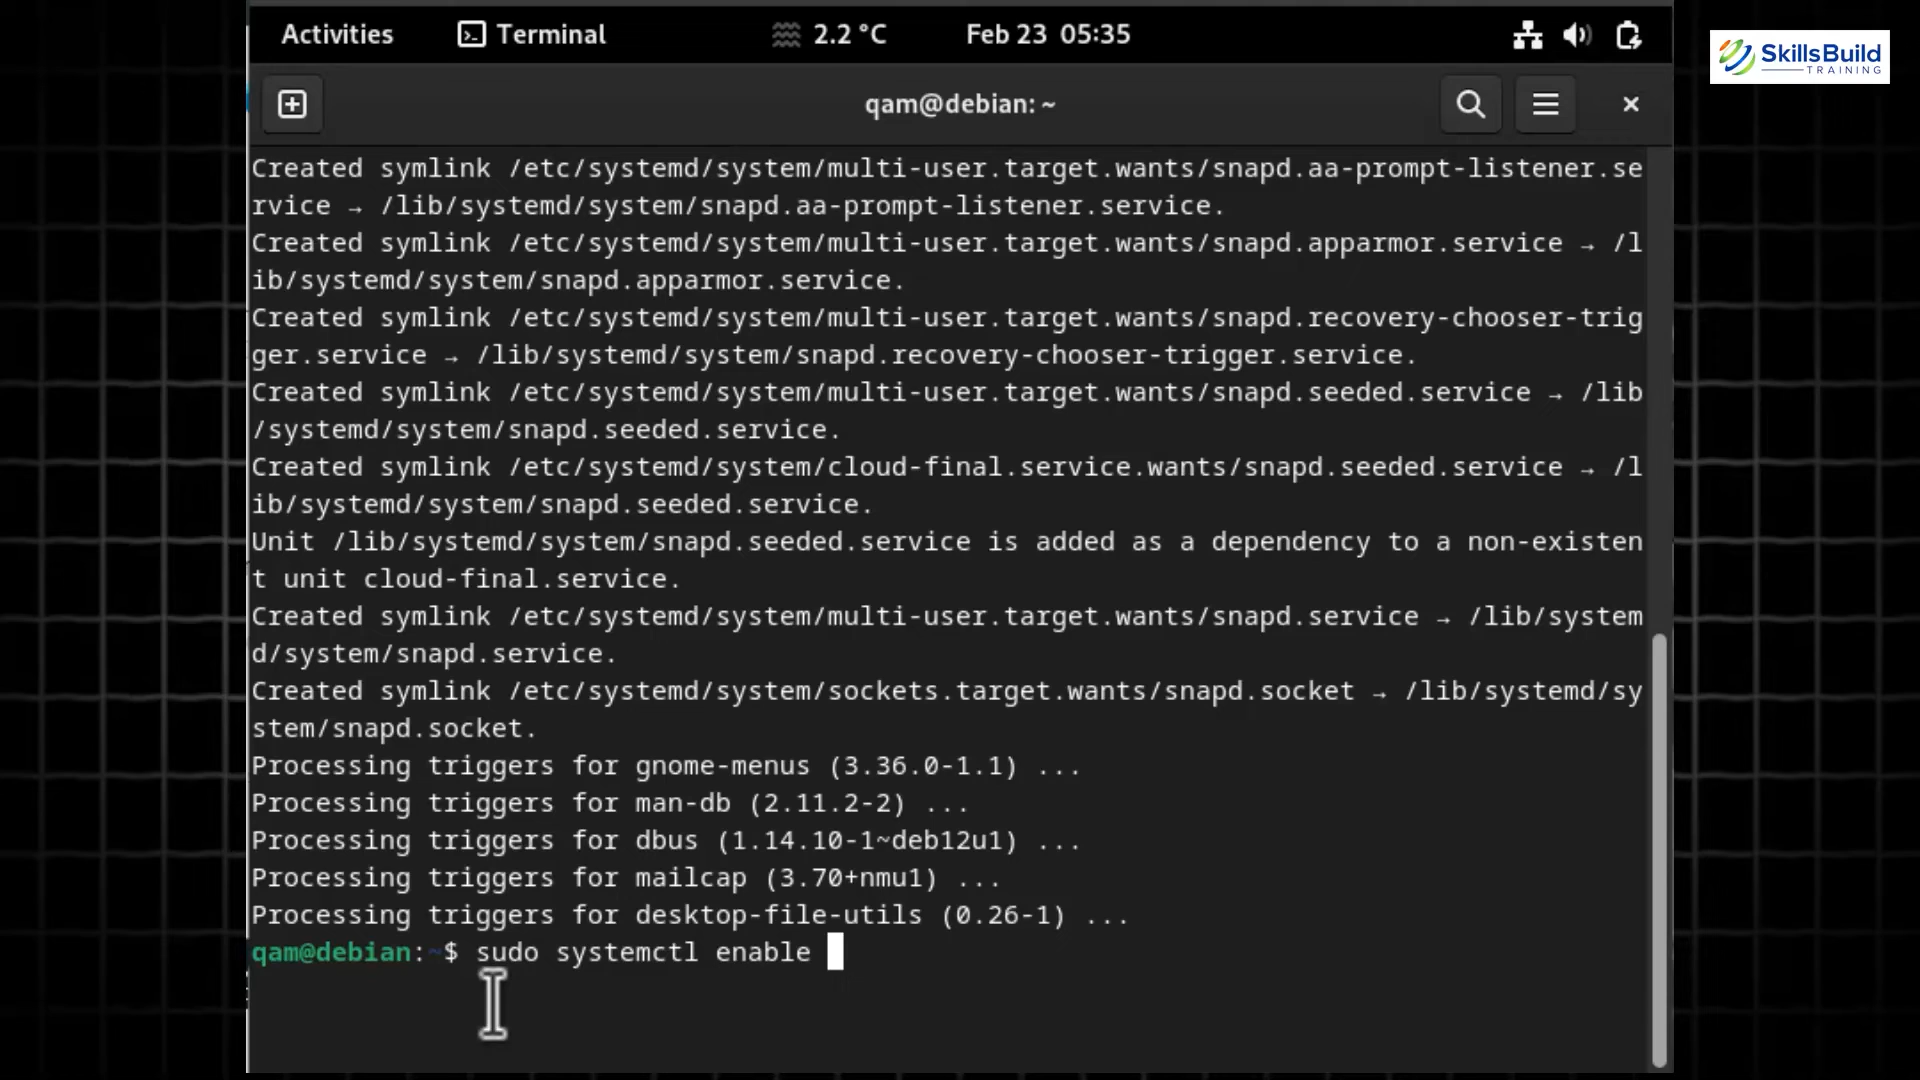 Activities
Terminal
2.2 °C
Feb 23 05:35
SkillsBuild
TRAINING
qam@debian: ~
Created symlink /etc/systemd/system/multi-user.target.wants/snapd.aa-prompt-listener.se
rvice → /lib/systemd/system/snapd.aa-prompt-listener.service.
Created symlink /etc/systemd/system/multi-user.target.wants/snapd.apparmor.service → /l
ib/systemd/system/snapd.apparmor.service.
Created symlink /etc/systemd/system/multi-user.target.wants/snapd.recovery-chooser-trig
ger.service → /lib/systemd/system/snapd.recovery-chooser-trigger.service.
Created symlink /etc/systemd/system/multi-user.target.wants/snapd.seeded.service → /lib
/systemd/system/snapd.seeded.service.
Created symlink /etc/systemd/system/cloud-final.service.wants/snapd.seeded.service → /l
ib/systemd/system/snapd.seeded.service.
Unit /lib/systemd/system/snapd.seeded.service is added as a dependency to a non-existen
t unit cloud-final.service.
Created symlink /etc/systemd/system/multi-user.target.wants/snapd.service → /lib/system
d/system/snapd.service.
Created symlink /etc/systemd/system/sockets.target.wants/snapd.socket → /lib/systemd/sy
stem/snapd.socket.
Processing triggers for gnome-menus (3.36.0-1.1) ...
Processing triggers for man-db (2.11.2-2) ...
Processing triggers for dbus (1.14.10-1~deb12u1) ...
Processing triggers for mailcap (3.70+nmu1) ...
Processing triggers for desktop-file-utils (0.26-1) ...
qam@debian:~$ sudo systemctl enable